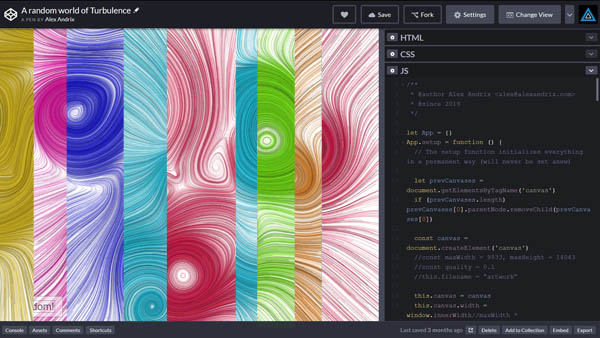 A random world of Turbulence
A PEN BY Alex Andrix
Save
Fork
Settings
Change View
HTML
CSS
JS
/**
 * @author Alex Andrix <alex@alexandrix.com>
 * @since 2019
 */
let App = {}
App.setup = function () {
// The setup function initializes everything
in a permanent way (will never be set anew)
let prevCanvases =
document.getElementsByTagName('canvas')
if (prevCanvases.length)
prevCanvases[0].parentNode.removeChild(prevCanva
ses[0])
const canvas =
document.createElement('canvas')
//const maxWidth = 9933, maxHeight = 14043
//const quality = 0.1
//this.filename = "artwork"
this.canvas = canvas
this.canvas.width =
window.innerWidth//maxWidth *
dom!
Console
Assets
Comments
Shortcuts
Last saved 3 months ago
Delete
Add to Collection
Embed
Export